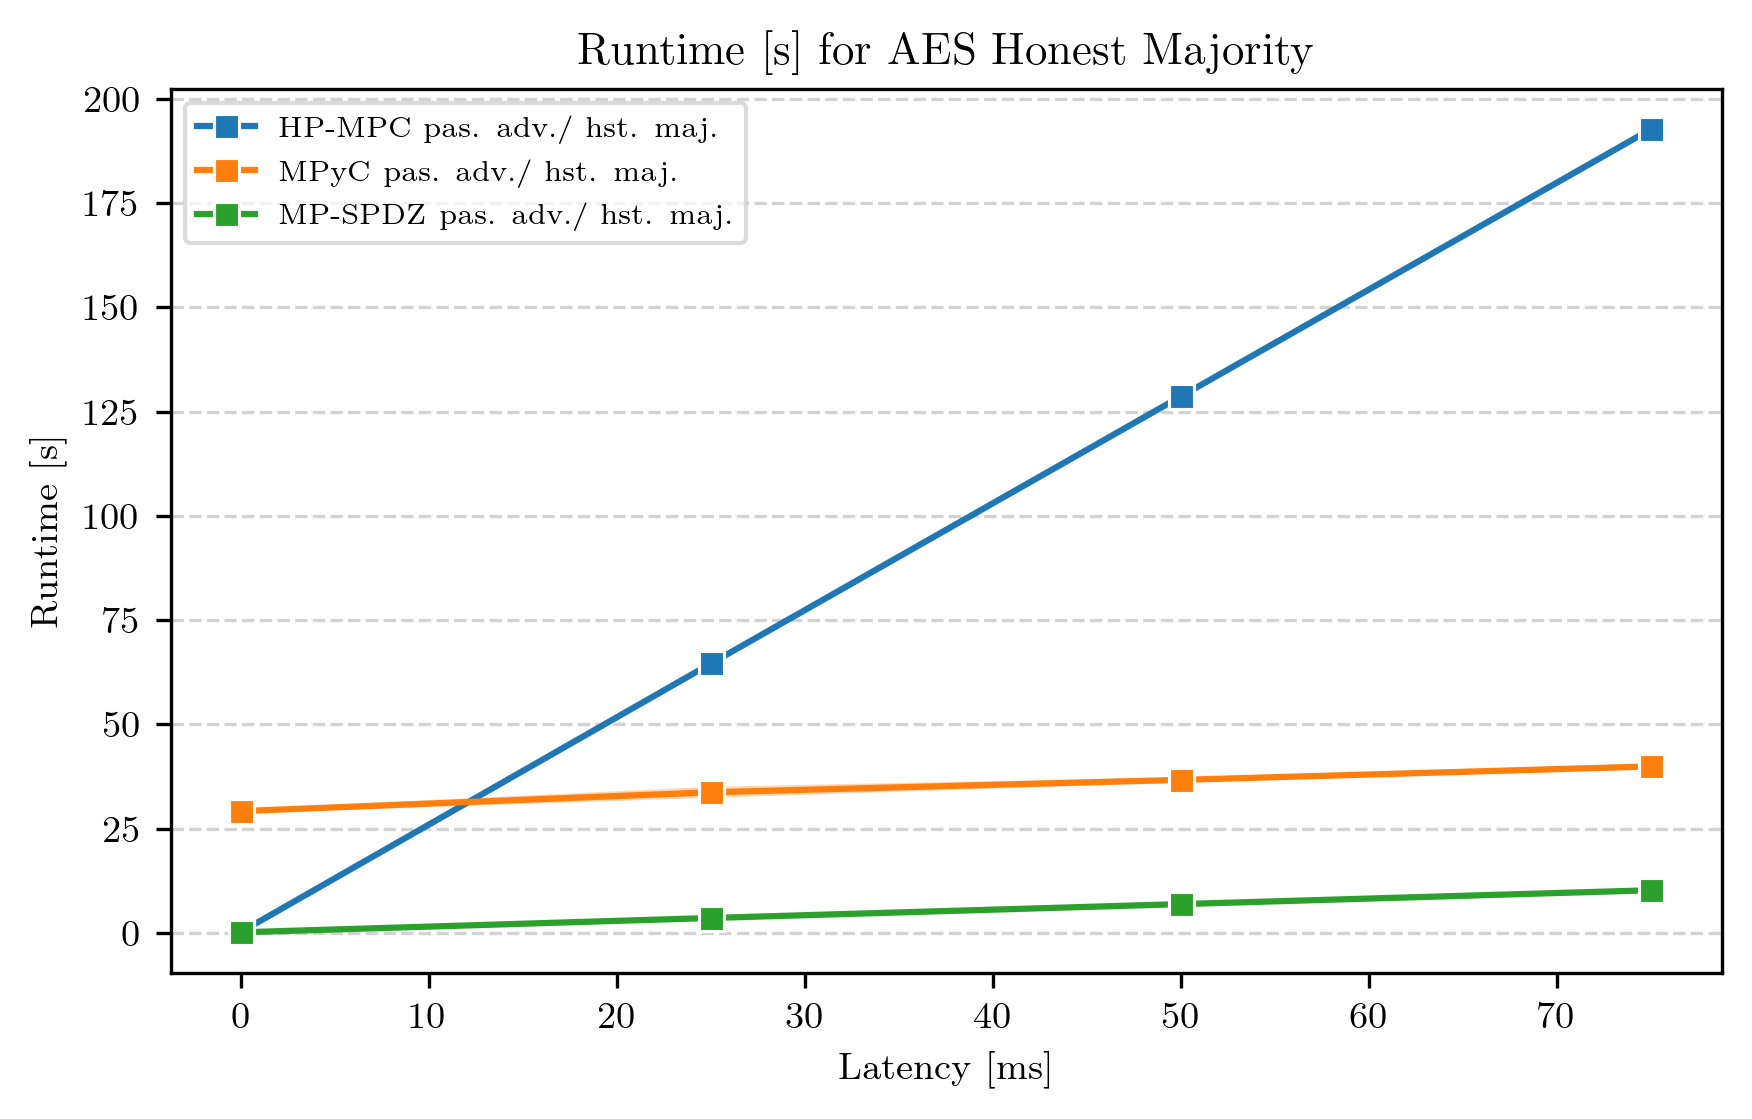 Runtime [s] for AES Honest Majority
HP-MPC pas. adv./ hst. maj.
MPyC pas. adv./ hst. maj.
MP-SPDZ pas. adv./ hst. maj.
Runtime [s]
200
175
150
125
100
75
50
25
0
0 10 20 30 40 50 60 70
Latency [ms]